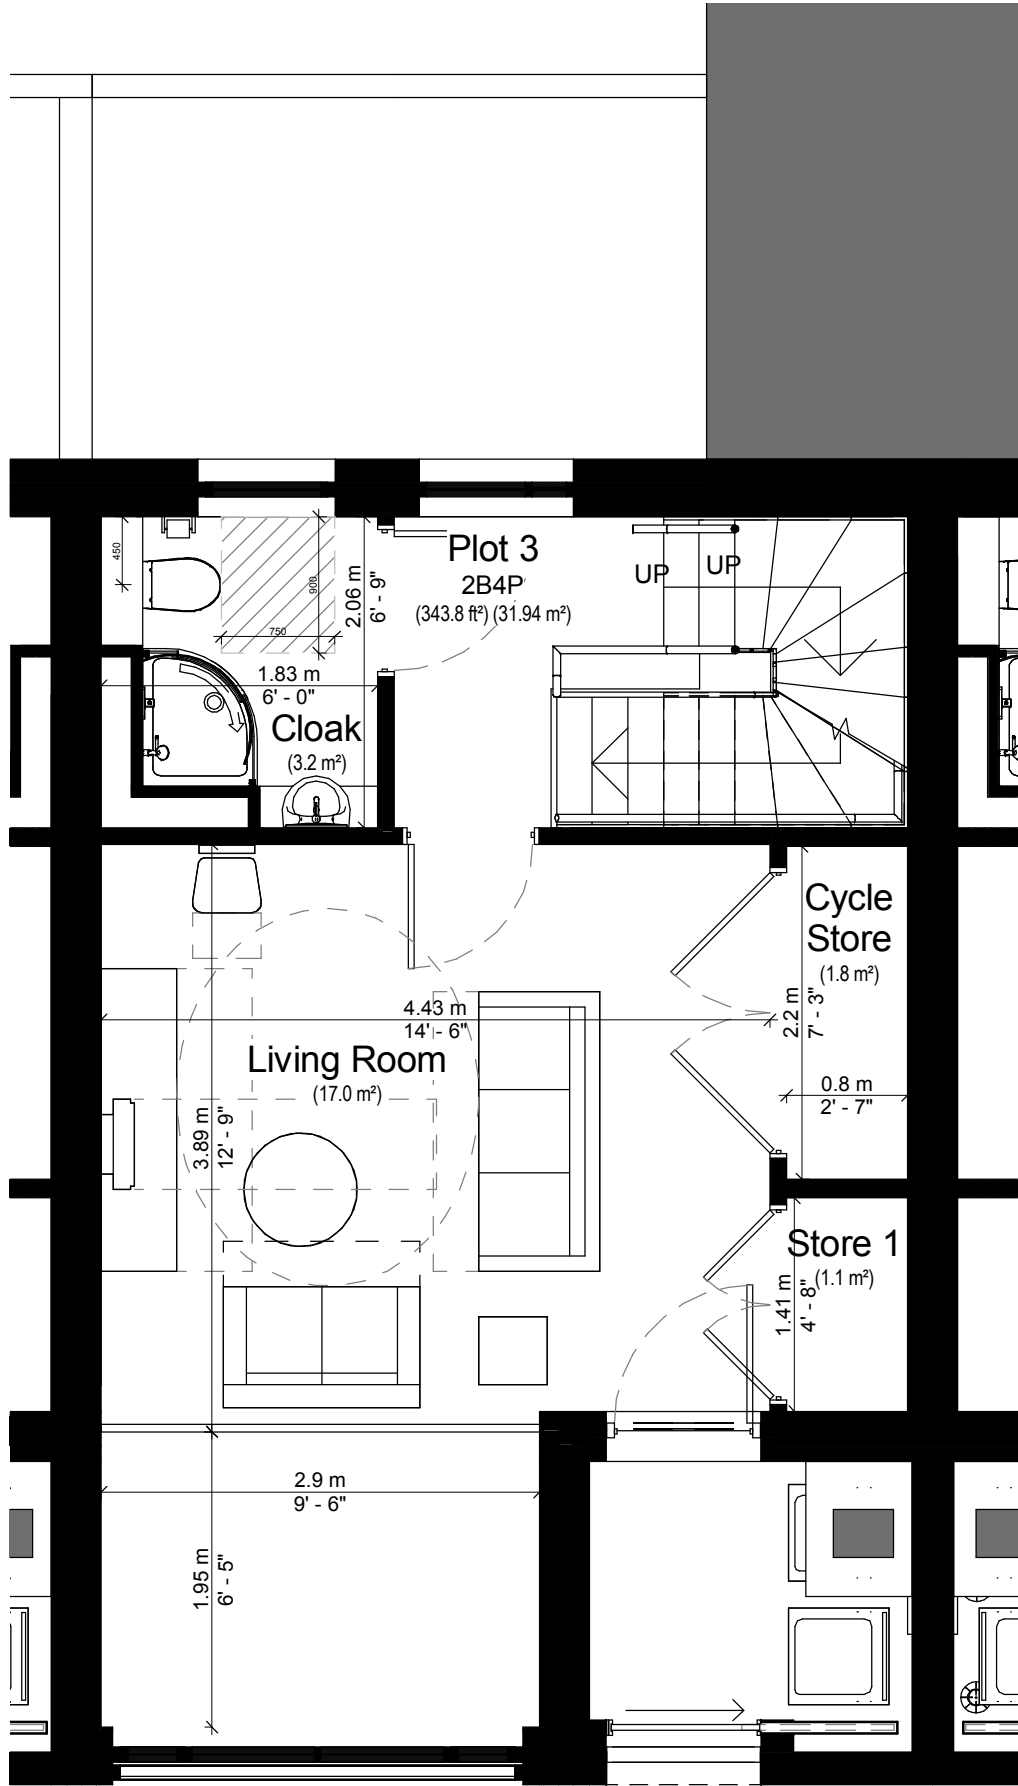 450
900
2.06 m
6' - 9"
Plot 3
2B4P
(343.8 ft²) (31.94 m²)
UP
UP
750
1.83 m
6' - 0"
Cloak
(3.2 m²)
Cycle
Store
(1.8 m²)
2.2 m
7' - 3"
4.43 m
14' - 6"
Living Room
(17.0 m²)
0.8 m
2' - 7"
3.89 m
12' - 9"
Store 1
(1.1 m²)
1.41 m
4' - 8"
2.9 m
9' - 6"
1.95 m
6' - 5"